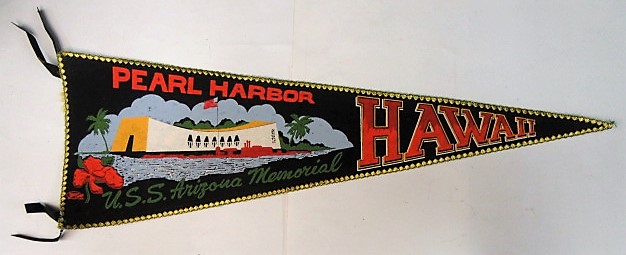 PEARL HARBOR
HAWAII
U.S.S. Arizona Memorial